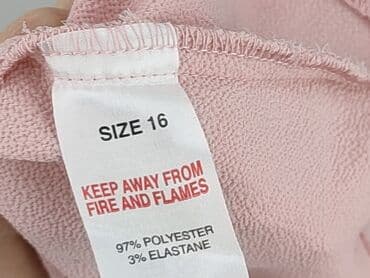 SIZE 16
KEEP AWAY FROM
FIRE AND FLAMES
97% POLYESTER
3% ELASTANE